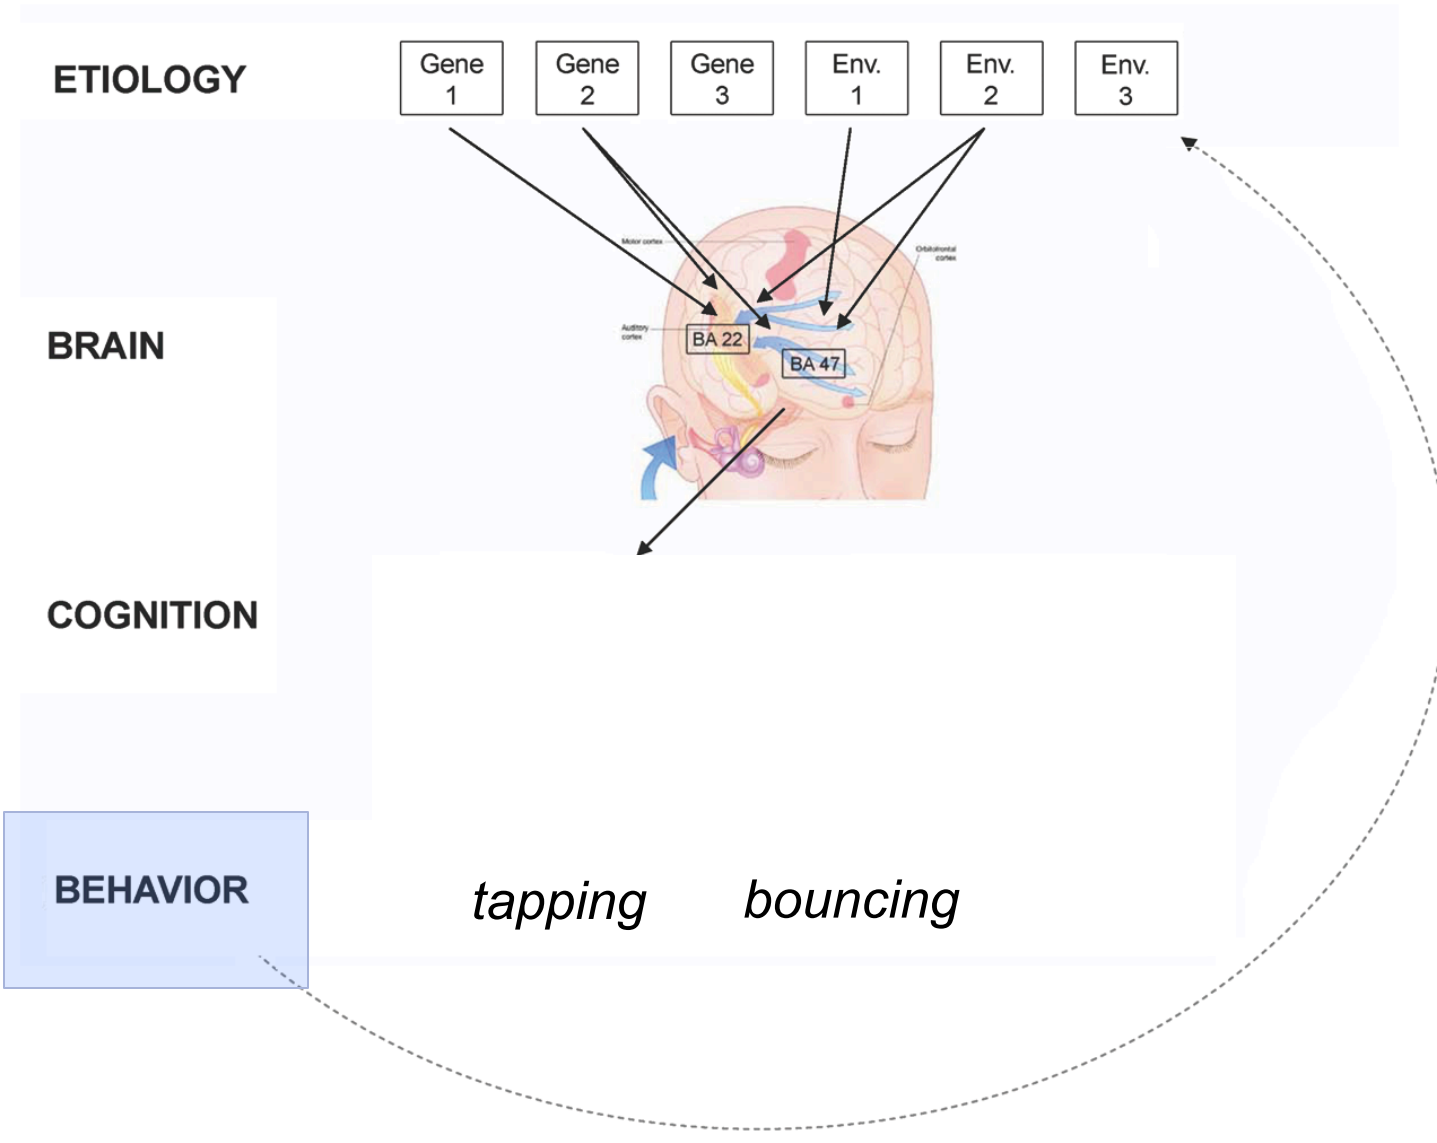 ETIOLOGY
Gene
1
Gene
2
Gene
3
Env.
1
Env.
2
Env.
3
Motor cortex
Orbitofrontal
cortex
Auditory
cortex
BRAIN
BA 22
BA 47
COGNITION
BEHAVIOR
tapping
bouncing